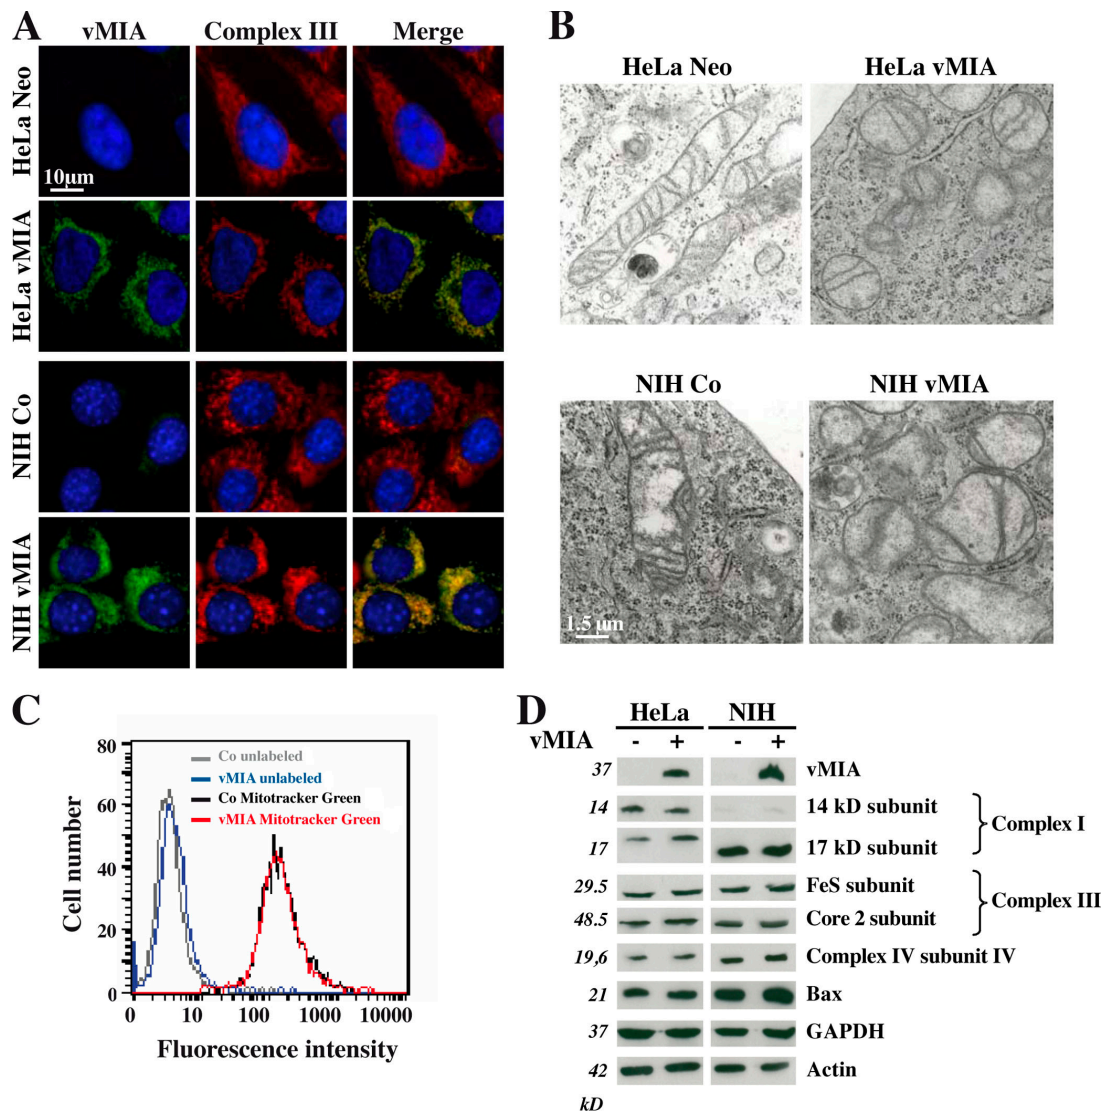 A
vMIA Complex III Merge
HeLa Neo
10μm
HeLa vMIA
NIH Co
NIH vMIA
B
HeLa Neo HeLa vMIA
NIH Co NIH vMIA
1.5 μm
C
80
60
40
20
0
Cell number
Co unlabeled
vMIA unlabeled
Co Mitotracker Green
vMIA Mitotracker Green
0 10 100 1000 10000
Fluorescence intensity
D
HeLa NIH
vMIA - + - +
37 vMIA
14 14 kD subunit
Complex I
17 17 kD subunit
29.5 FeS subunit
Complex III
48.5 Core 2 subunit
19,6 Complex IV subunit IV
21 Bax
37 GAPDH
42 Actin
kD